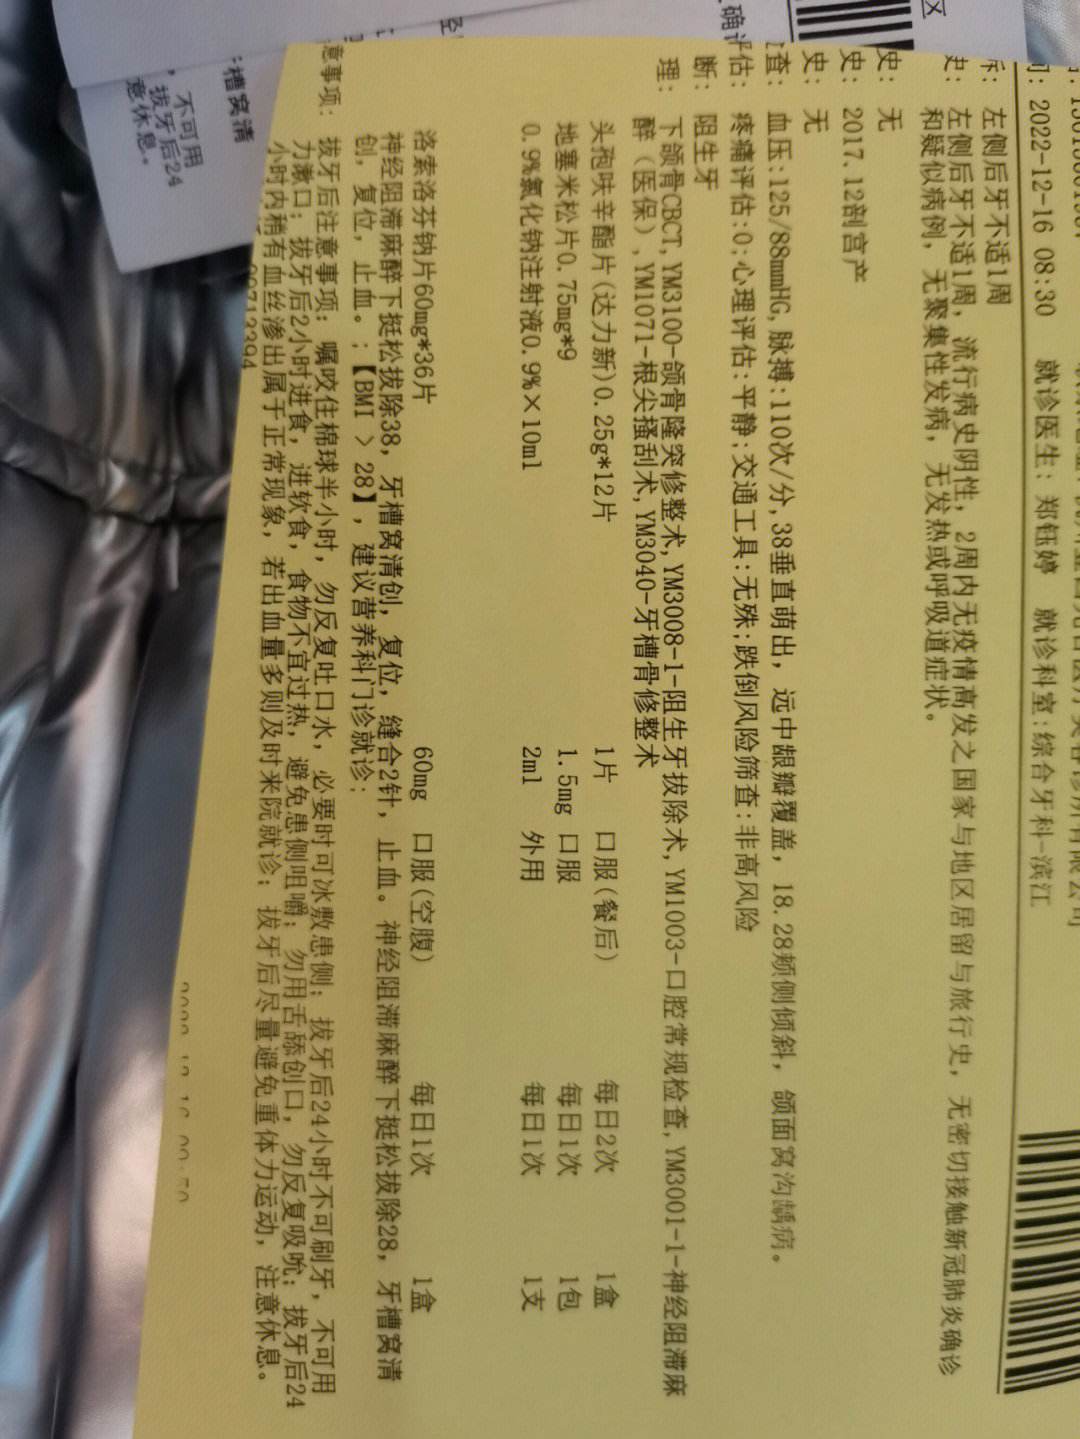 2022-12-16 08:30 就诊医生: 郑钰婷 就诊科室:综合牙科-滨江
左侧后牙不适1周
左侧后牙不适1周, 流行病史阴性, 2周内无疫情高发之国家与地区居留与旅行史, 无密切接触新冠肺炎确诊
和疑似病例, 无聚集性发病, 无发热或呼吸道症状。
史: 无
史: 2017.12剖宫产
史: 无
查: 血压:125/88mmHG,脉搏:110次/分,38垂直萌出, 远中龈瓣覆盖, 18.28颊侧倾斜, 颌面窝沟龋病。
估: 疼痛评估:0;心理评估:平静;交通工具:无殊;跌倒风险筛查:非高风险
断: 阻生牙
理: 下颌骨CBCT,YM3100-颌骨隆突修整术,YM3008-1-阻生牙拔除术,YM1003-口腔常规检查,YM3001-1-神经阻滞麻
醉(医保),YM1071-根尖搔刮术,YM3040-牙槽骨修整术
头孢呋辛酯片(达力新)0.25g*12片 1片 口服(餐后) 每日2次 1盒
地塞米松片0.75mg*9 1.5mg 口服 每日1次 1包
0.9%氯化钠注射液0.9%×10ml 2ml 外用 每日1次 1支
洛索洛芬钠片60mg*36片 60mg 口服(空腹) 每日1次 1盒
神经阻滞麻醉下挺松拔除38, 牙槽窝清创, 复位, 缝合2针, 止血。神经阻滞麻醉下挺松拔除28, 牙槽窝清
创, 复位, 止血。;【BMI > 28】, 建议营养科门诊就诊;
意事项: 拔牙后注意事项: 嘱咬住棉球半小时, 勿反复吐口水, 必要时可冰敷患侧; 拔牙后24小时不可刷牙, 不可用
力漱口; 拔牙后2小时进食, 进软食, 食物不宜过热, 避免患侧咀嚼; 勿用舌舔创口, 勿反复吸吮; 拔牙后24
小时内稍有血丝渗出属于正常现象, 若出血量多则及时来院就诊; 拔牙后尽量避免重体力运动, 注意休息。
槽窝清
不可用
拔牙后24
意休息。